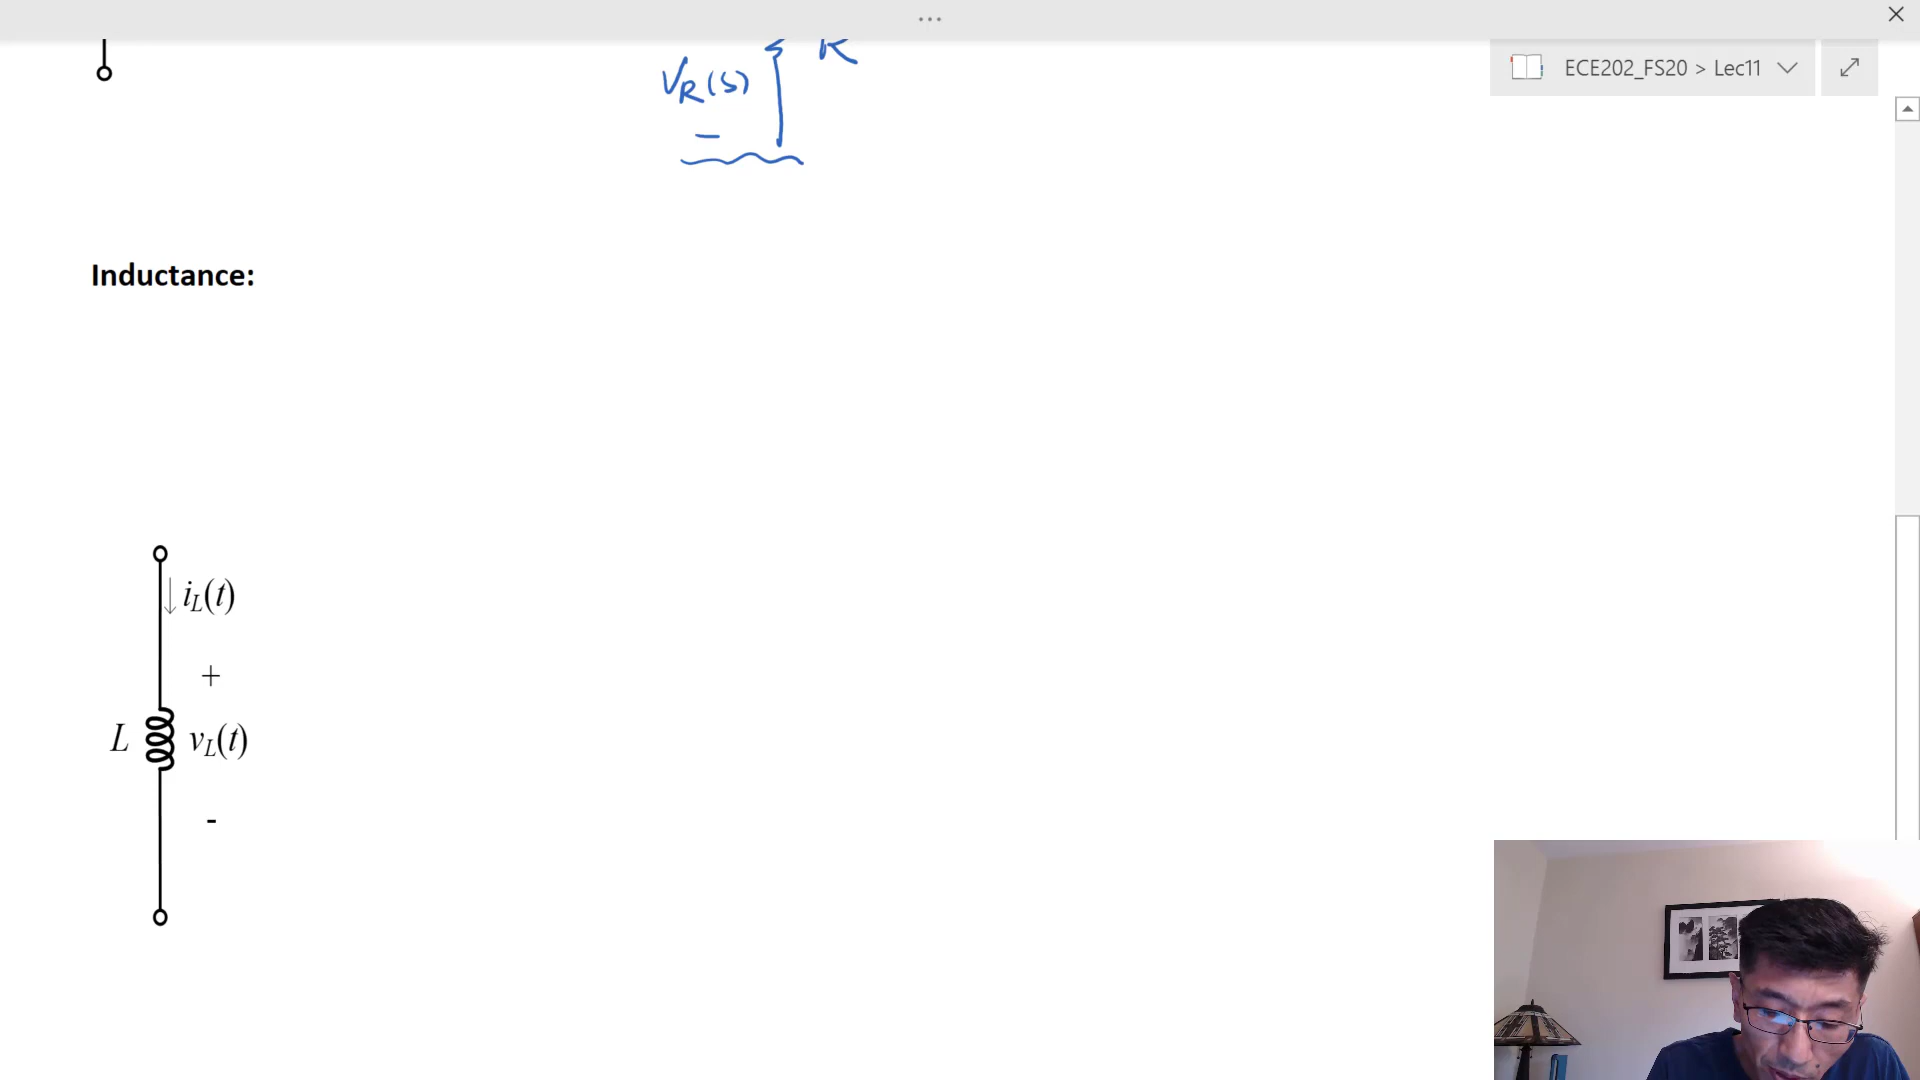 ...
ECE202_FS20 > Lec11
R
V_R(s)
–
Inductance:
i_L(t)
+
L v_L(t)
-